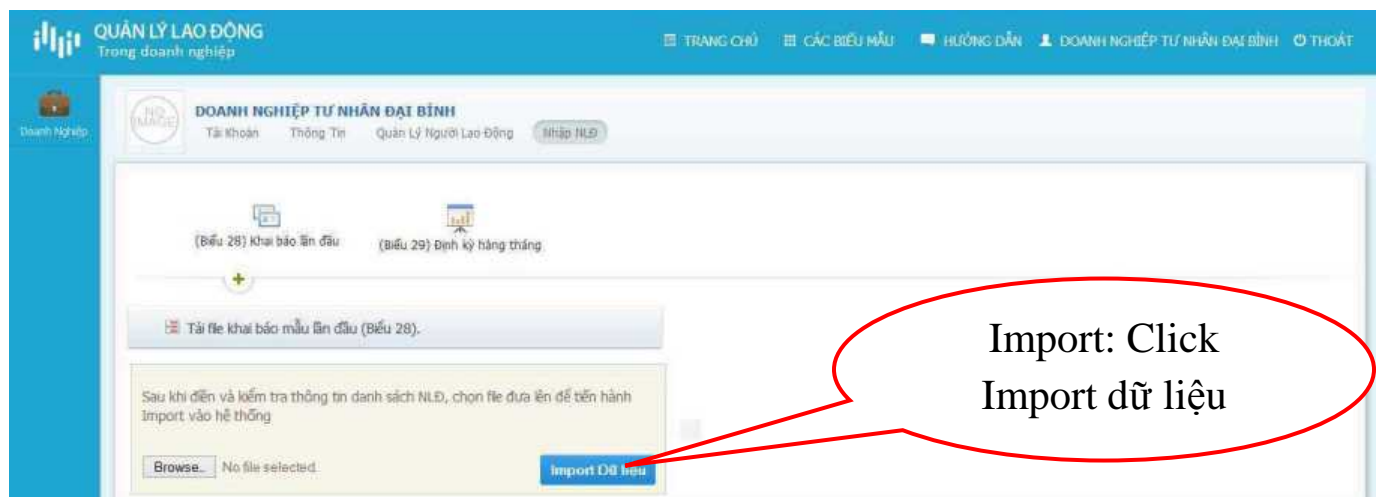 QUẢN LÝ LAO ĐỘNG
Trong doanh nghiệp
TRANG CHỦ CÁC BIỂU MẪU HƯỚNG DẪN DOANH NGHIỆP TƯ NHÂN ĐẠI BÌNH THOÁT
Doanh Nghiệp
NO IMAGE
DOANH NGHIỆP TƯ NHÂN ĐẠI BÌNH
Tài Khoản Thông Tin Quản Lý Người Lao Động Nhập NLĐ
(Biểu 28) Khai báo lần đầu (Biểu 29) Định kỳ hàng tháng
Tải file khai báo mẫu lần đầu (Biểu 28).
Sau khi điền và kiểm tra thông tin danh sách NLĐ, chọn file đưa lên để tiến hành
Import vào hệ thống
Browse.. No file selected. Import Dữ liệu
Import: Click
Import dữ liệu